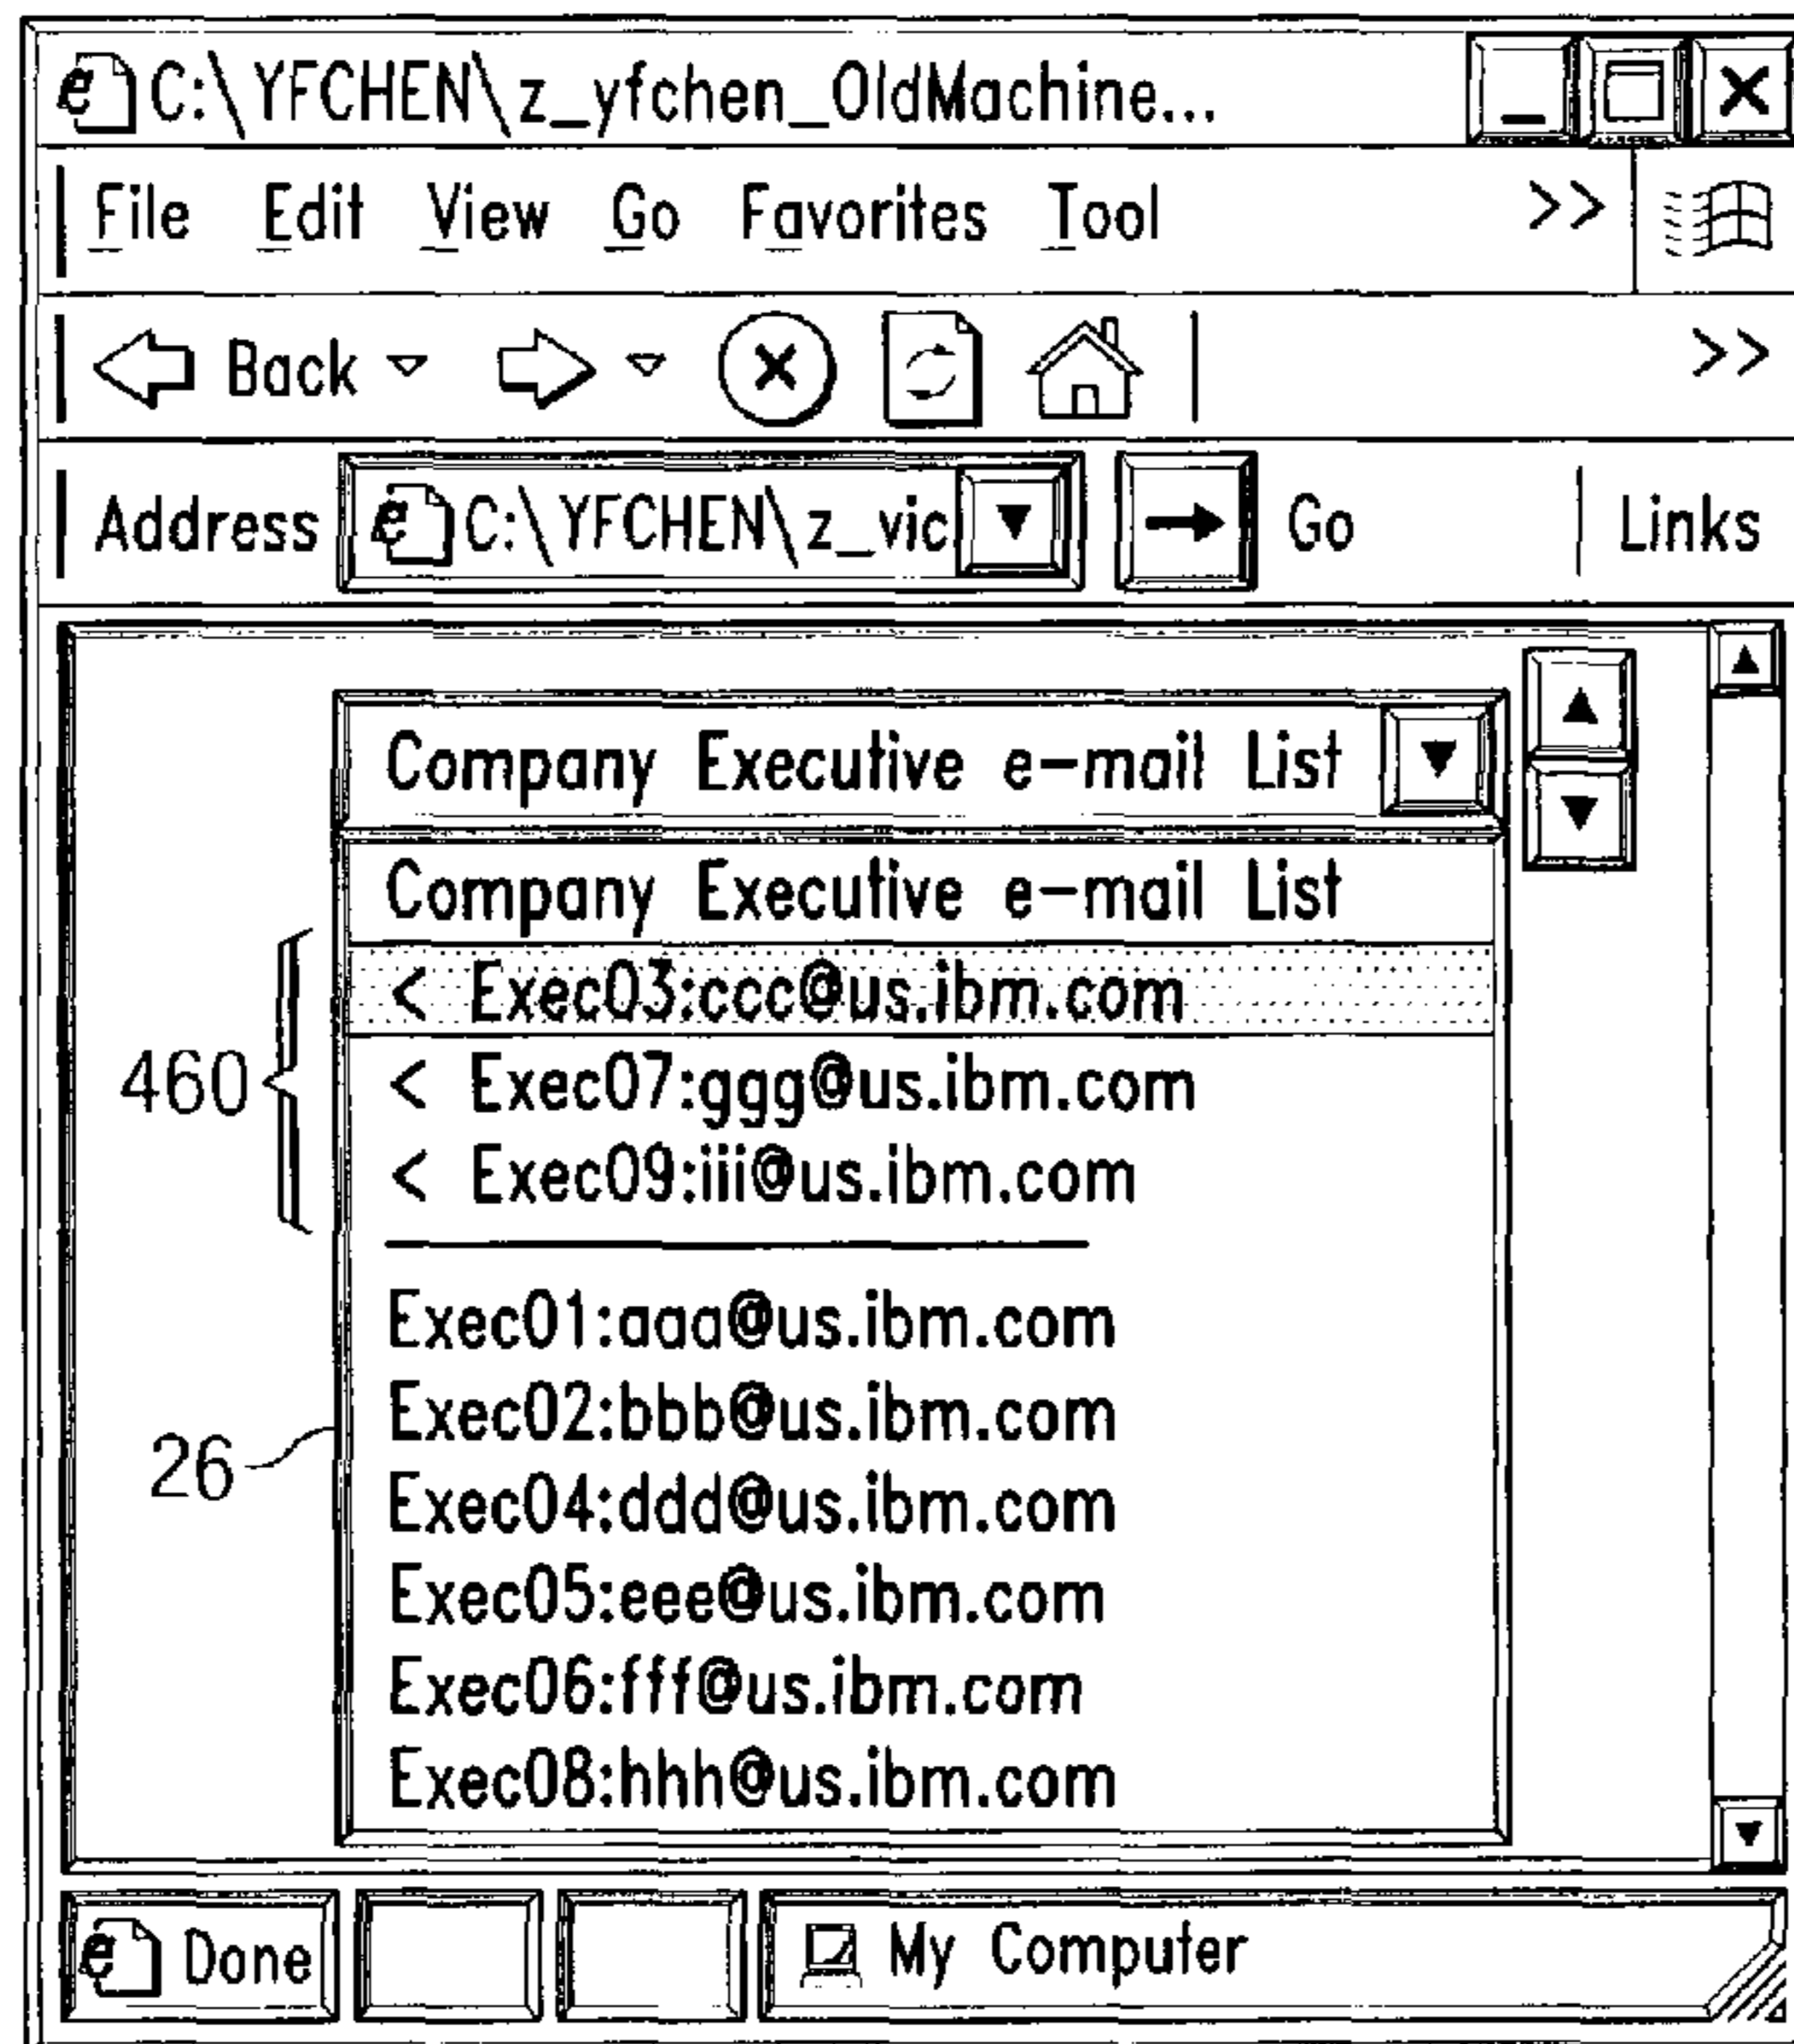 C:\YFCHEN\z_yfchen_OldMachine...
File Edit View Go Favorites Tool >>
Back >>
Address C:\YFCHEN\z_vic Go Links
Company Executive e-mail List
Company Executive e-mail List
< Exec03:ccc@us.ibm.com
460 < Exec07:ggg@us.ibm.com
< Exec09:iii@us.ibm.com
Exec01:aaa@us.ibm.com
Exec02:bbb@us.ibm.com
26
Exec04:ddd@us.ibm.com
Exec05:eee@us.ibm.com
Exec06:fff@us.ibm.com
Exec08:hhh@us.ibm.com
Done My Computer